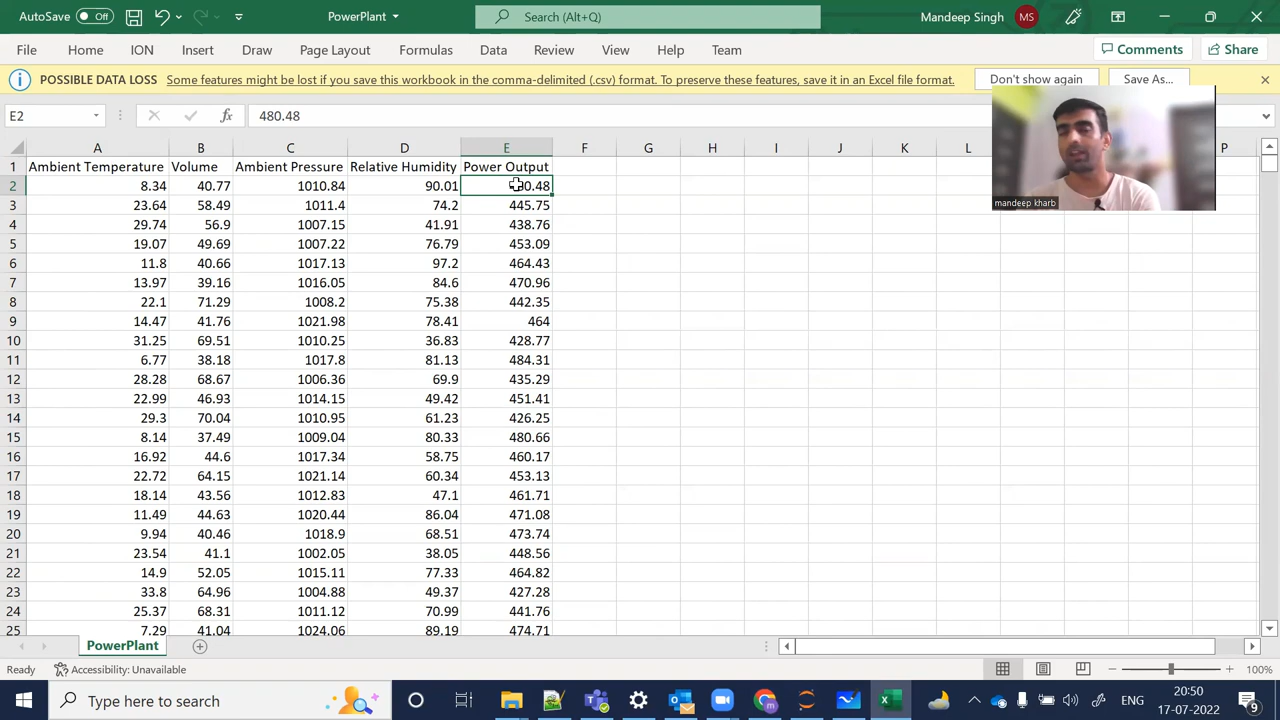 AutoSave Off PowerPlant Search (Alt+Q) Mandeep Singh MS
File Home ION Insert Draw Page Layout Formulas Data Review View Help Team Comments Share
POSSIBLE DATA LOSS Some features might be lost if you save this workbook in the comma-delimited (.csv) format. To preserve these features, save it in an Excel file format. Don't show again Save As...
E2 fx 480.48
A B C D E F G H I J K L P
1 Ambient Temperature Volume Ambient Pressure Relative Humidity Power Output
2 8.34 40.77 1010.84 90.01 480.48
3 23.64 58.49 1011.4 74.2 445.75
4 29.74 56.9 1007.15 41.91 438.76
5 19.07 49.69 1007.22 76.79 453.09
6 11.8 40.66 1017.13 97.2 464.43
7 13.97 39.16 1016.05 84.6 470.96
8 22.1 71.29 1008.2 75.38 442.35
9 14.47 41.76 1021.98 78.41 464
10 31.25 69.51 1010.25 36.83 428.77
11 6.77 38.18 1017.8 81.13 484.31
12 28.28 68.67 1006.36 69.9 435.29
13 22.99 46.93 1014.15 49.42 451.41
14 29.3 70.04 1010.95 61.23 426.25
15 8.14 37.49 1009.04 80.33 480.66
16 16.92 44.6 1017.34 58.75 460.17
17 22.72 64.15 1021.14 60.34 453.13
18 18.14 43.56 1012.83 47.1 461.71
19 11.49 44.63 1020.44 86.04 471.08
20 9.94 40.46 1018.9 68.51 473.74
21 23.54 41.1 1002.05 38.05 448.56
22 14.9 52.05 1015.11 77.33 464.82
23 33.8 64.96 1004.88 49.37 427.28
24 25.37 68.31 1011.12 70.99 441.76
25 7.29 41.04 1024.06 89.19 474.71
mandeep kharb
PowerPlant
Ready Accessibility: Unavailable 100%
Type here to search ENG 20:50
17-07-2022 9